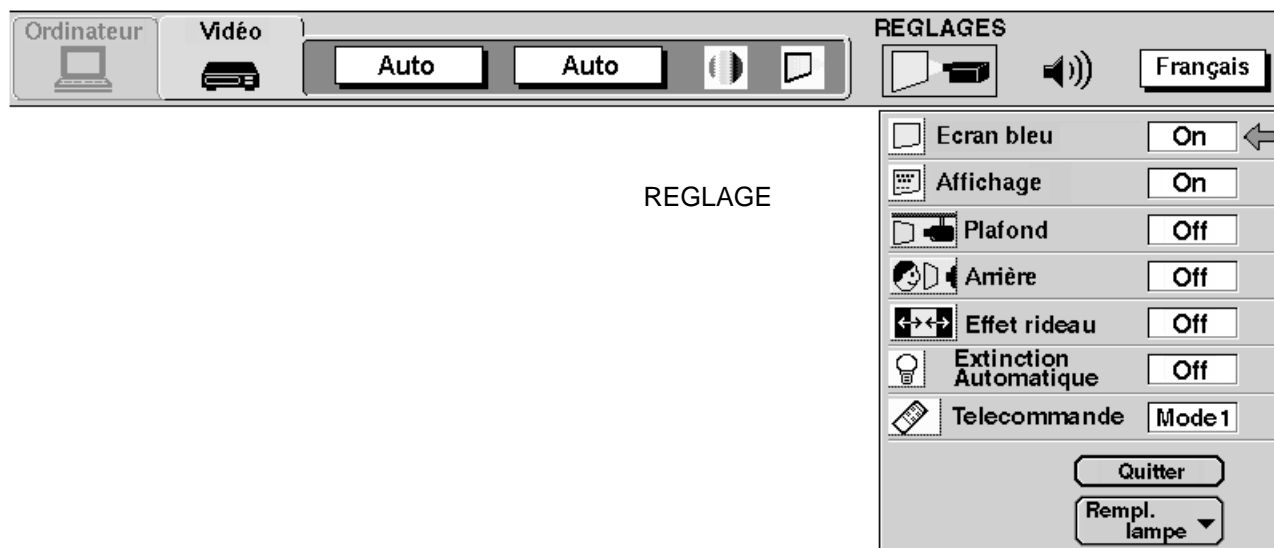 Ordinateur
Vidéo
Auto
Auto
REGLAGES
Français
REGLAGE
Ecran bleu On
Affichage On
Plafond Off
Arrière Off
Effet rideau Off
Extinction
Automatique Off
Telecommande Mode1
Quitter
Rempl.
lampe